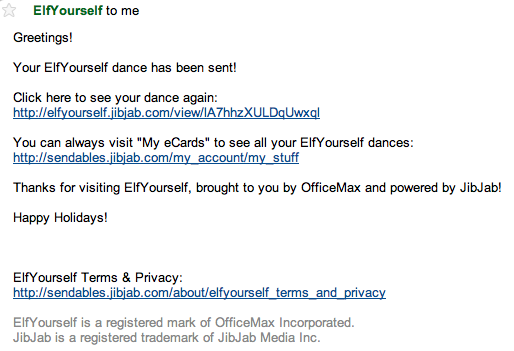 ElfYourself to me
Greetings!
Your ElfYourself dance has been sent!
Click here to see your dance again:
http://elfyourself.jibjab.com/view/lA7hhzXULDqUwxql
You can always visit "My eCards" to see all your ElfYourself dances:
http://sendables.jibjab.com/my_account/my_stuff
Thanks for visiting ElfYourself, brought to you by OfficeMax and powered by JibJab!
Happy Holidays!
ElfYourself Terms & Privacy:
http://sendables.jibjab.com/about/elfyourself_terms_and_privacy
ElfYourself is a registered mark of OfficeMax Incorporated.
JibJab is a registered trademark of JibJab Media Inc.